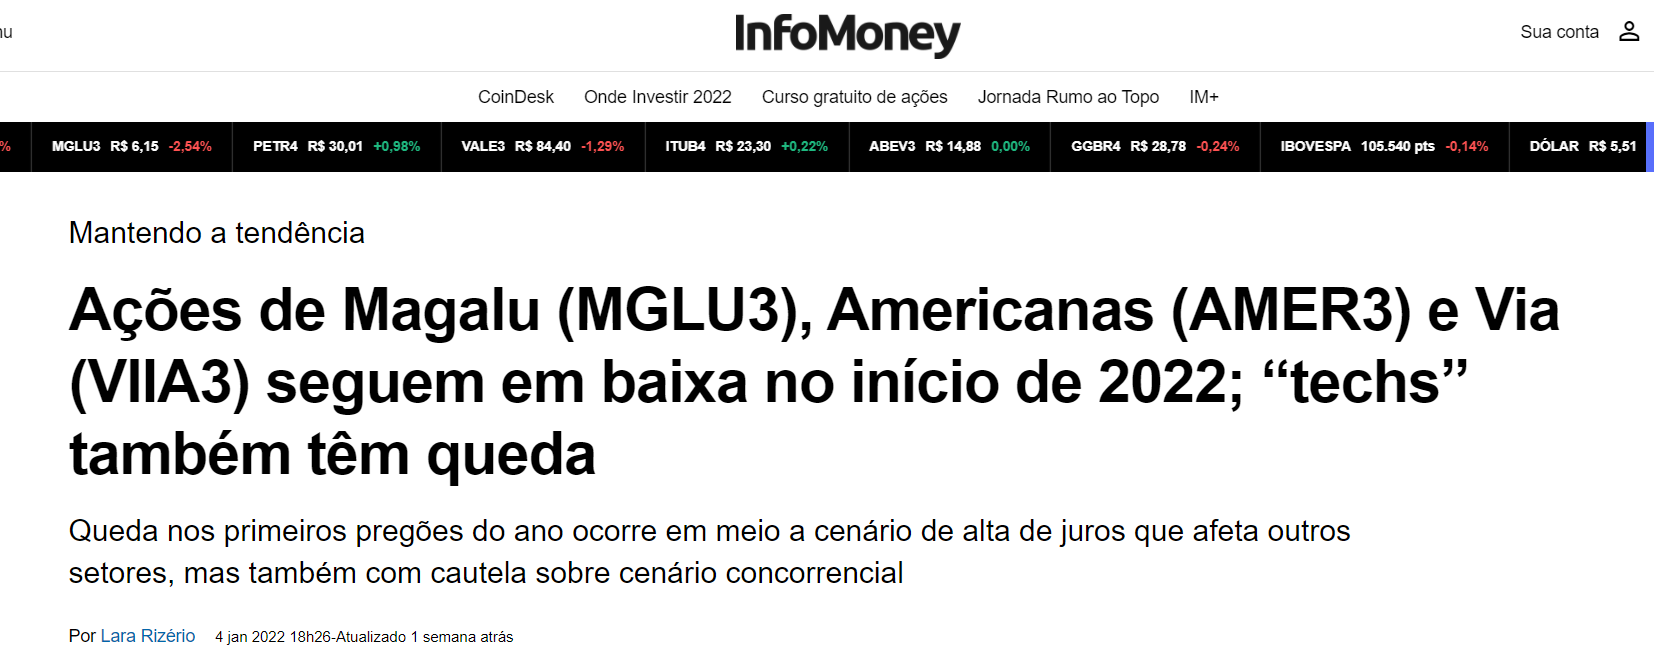 InfoMoney
Sua conta
CoinDesk Onde Investir 2022 Curso gratuito de ações Jornada Rumo ao Topo IM+
% MGLU3 R$ 6,15 -2,54% PETR4 R$ 30,01 +0,98% VALE3 R$ 84,40 -1,29% ITUB4 R$ 23,30 +0,22% ABEV3 R$ 14,88 0,00% GGBR4 R$ 28,78 -0,24% IBOVESPA 105.540 pts -0,14% DÓLAR R$ 5,51
Mantendo a tendência
Ações de Magalu (MGLU3), Americanas (AMER3) e Via
(VIIA3) seguem em baixa no início de 2022; “techs”
também têm queda
Queda nos primeiros pregões do ano ocorre em meio a cenário de alta de juros que afeta outros
setores, mas também com cautela sobre cenário concorrencial
Por Lara Rizério 4 jan 2022 18h26-Atualizado 1 semana atrás